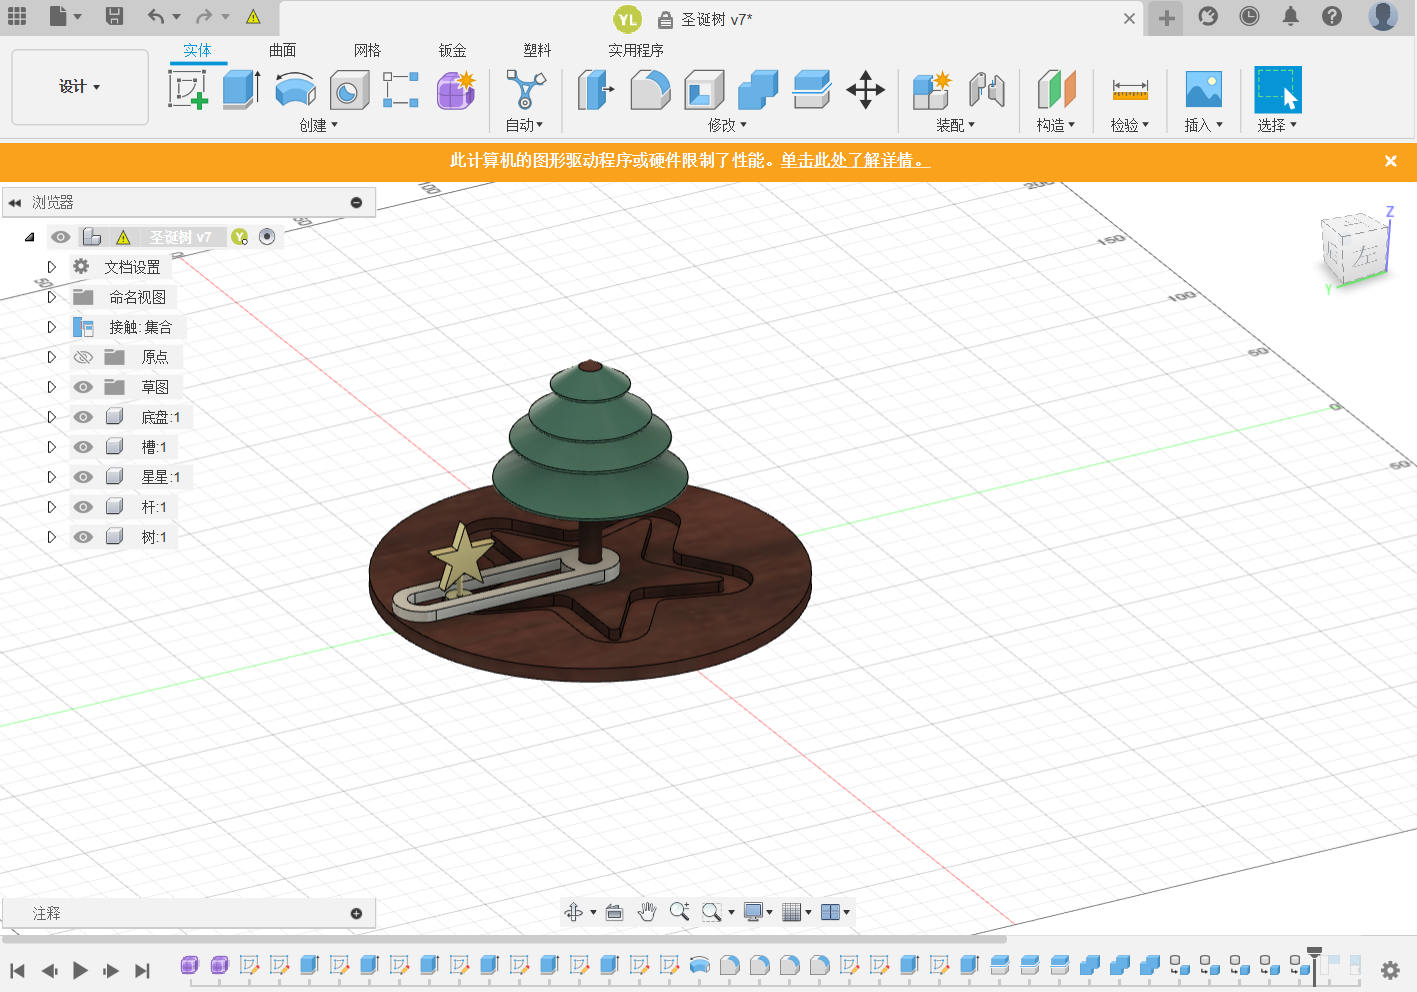 YL 圣诞树 v7*
实体 曲面 网格 钣金 塑料 实用程序
设计
创建 自动 修改 装配 构造 检验 插入 选择
此计算机的图形驱动程序或硬件限制了性能。单击此处了解详情。
浏览器
圣诞树 v7
文档设置
命名视图
接触: 集合
原点
草图
底盘:1
槽:1
星星:1
杆:1
树:1
100
50
0
50
200
150
100
50
0
50
Z
左
Y
注释